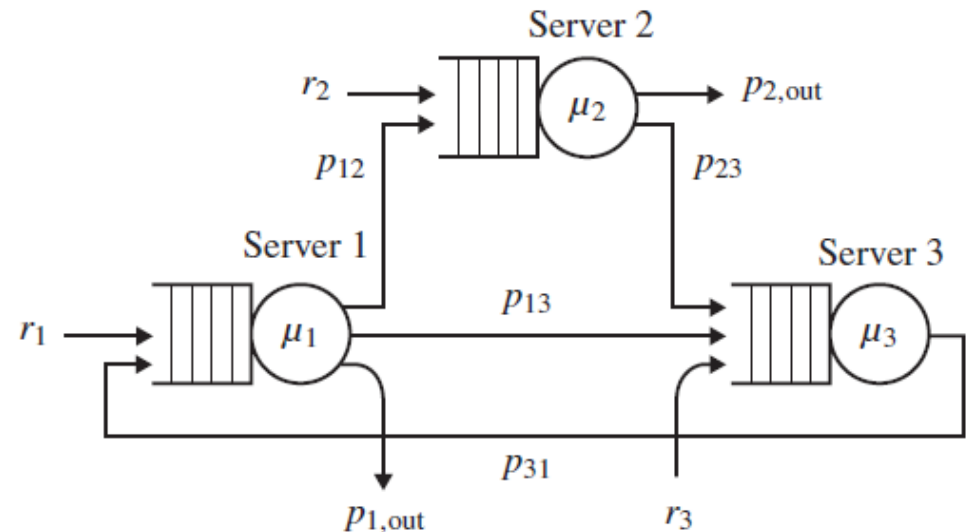 Server 2
r2
μ2
p2,out
p12
p23
Server 1
Server 3
p13
r1
μ1
μ3
p31
p1,out
r3